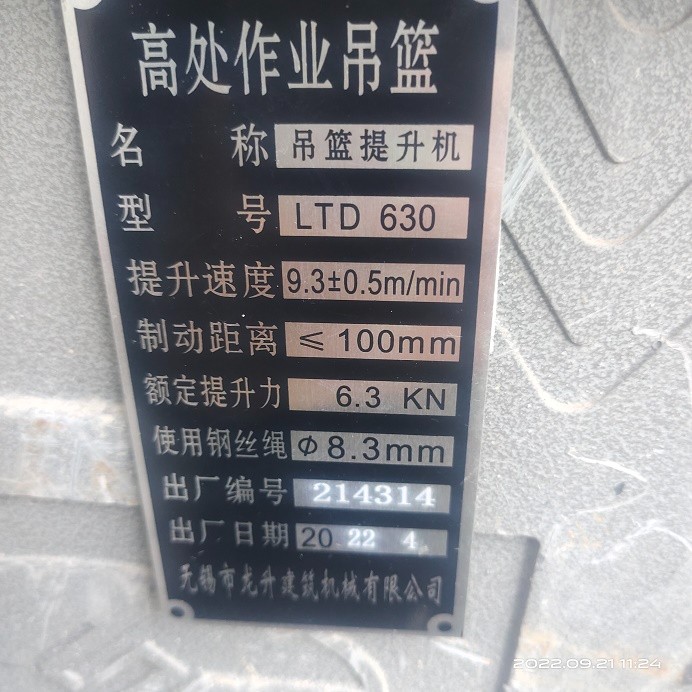 高处作业吊篮
名 称 吊篮提升机
型 号 LTD 630
提升速度 9.3±0.5m/min
制动距离 ≤ 100mm
额定提升力 6.3 KN
使用钢丝绳 Φ8.3mm
出厂编号 214314
出厂日期 20 22 4
无锡市龙升建筑机械有限公司
2022.09.21 11:24